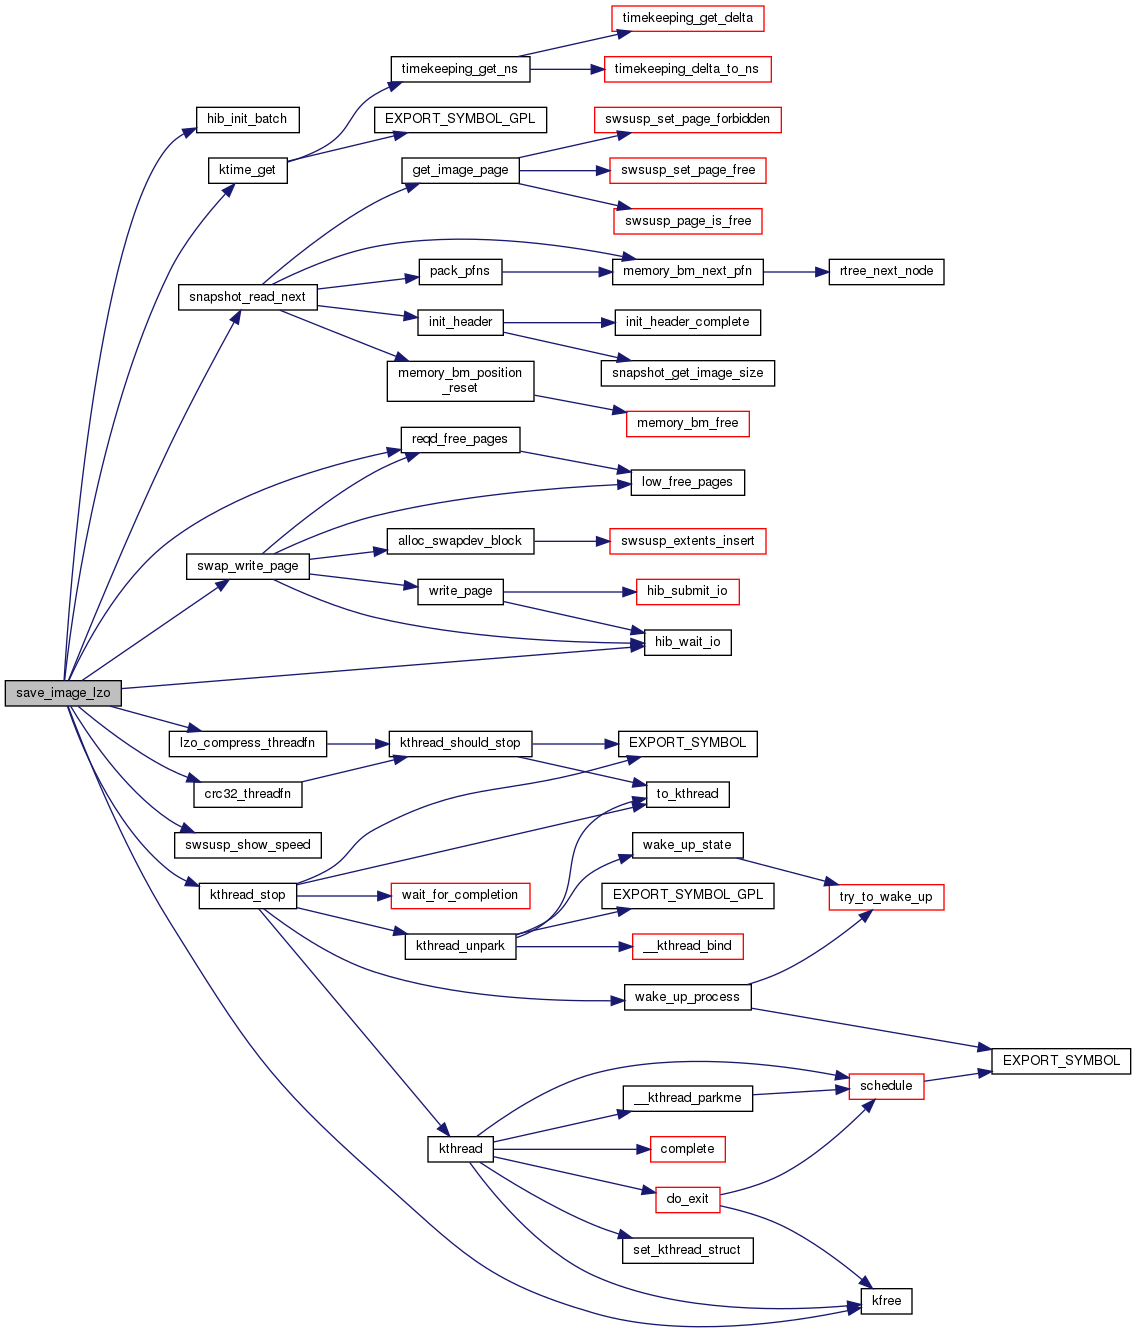 timekeeping_get_delta
timekeeping_get_ns
timekeeping_delta_to_ns
hib_init_batch
EXPORT_SYMBOL_GPL
swsusp_set_page_forbidden
ktime_get
get_image_page
swsusp_set_page_free
swsusp_page_is_free
pack_pfns
memory_bm_next_pfn
rtree_next_node
snapshot_read_next
init_header
init_header_complete
snapshot_get_image_size
memory_bm_position
_reset
memory_bm_free
reqd_free_pages
low_free_pages
alloc_swapdev_block
swsusp_extents_insert
swap_write_page
write_page
hib_submit_io
hib_wait_io
save_image_lzo
lzo_compress_threadfn
kthread_should_stop
EXPORT_SYMBOL
crc32_threadfn
to_kthread
swsusp_show_speed
wake_up_state
kthread_stop
wait_for_completion
EXPORT_SYMBOL_GPL
try_to_wake_up
kthread_unpark
__kthread_bind
wake_up_process
EXPORT_SYMBOL
schedule
__kthread_parkme
kthread
complete
do_exit
set_kthread_struct
kfree